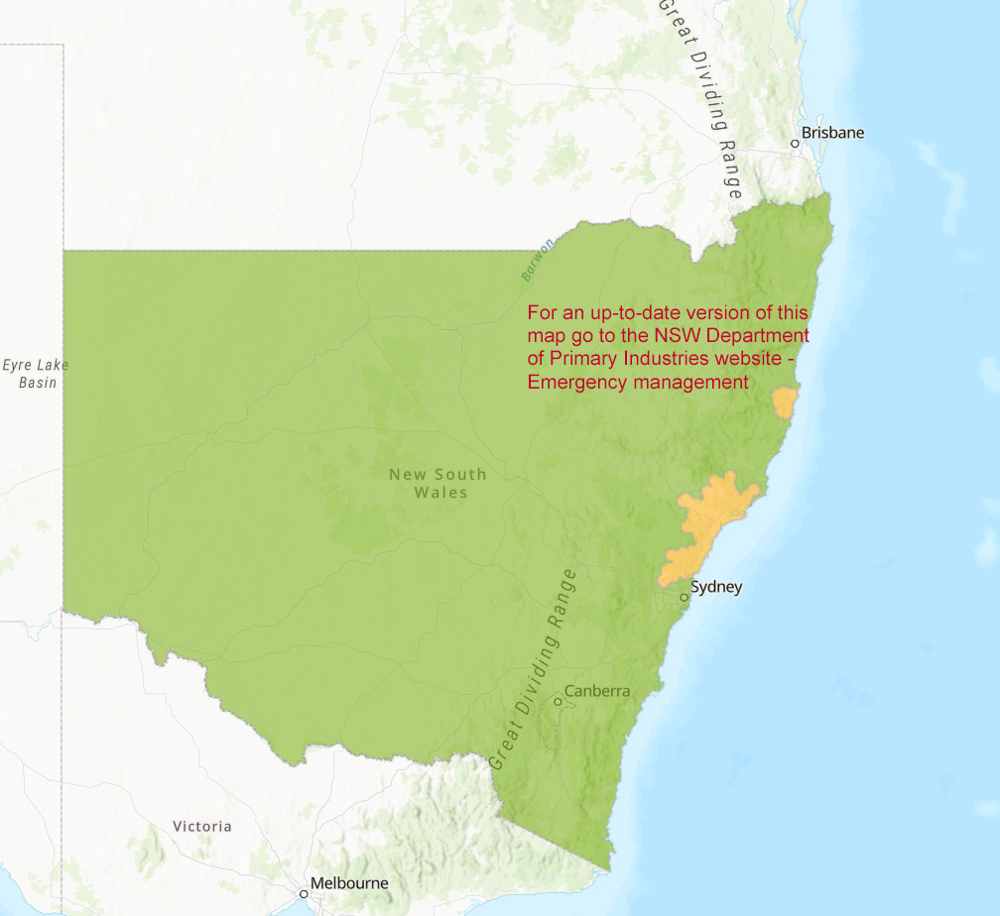 Great Dividing Range
Brisbane
Barwon
For an up-to-date version of this
map go to the NSW Department
of Primary Industries website -
Emergency management
Eyre Lake
Basin
New South
Wales
Great Dividing Range
Sydney
Canberra
Victoria
Melbourne